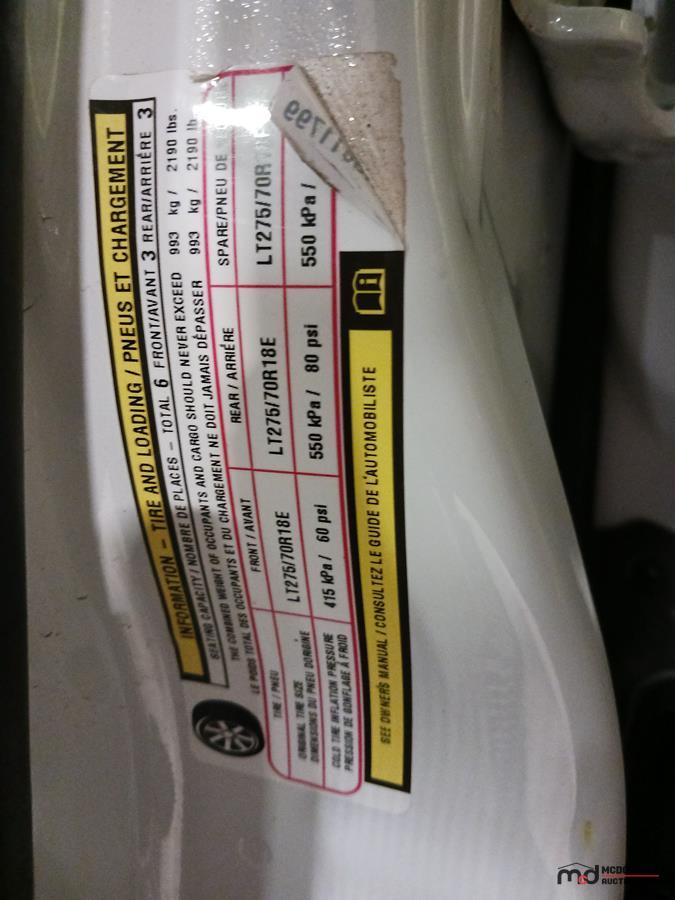 INFORMATION – TIRE AND LOADING / PNEUS ET CHARGEMENT
SEATING CAPACITY / NOMBRE DE PLACES – TOTAL 6 FRONT/AVANT 3 REAR/ARRIÈRE 3
THE COMBINED WEIGHT OF OCCUPANTS AND CARGO SHOULD NEVER EXCEED 993 kg / 2190 lbs.
LE POIDS TOTAL DES OCCUPANTS ET DU CHARGEMENT NE DOIT JAMAIS DÉPASSER 993 kg / 2190 lb
TIRE / PNEU FRONT / AVANT REAR / ARRIÈRE SPARE/PNEU DE
ORIGINAL TIRE SIZE
DIMENSIONS DU PNEU DORIGINE
LT275/70R18E LT275/70R18E LT275/70R
COLD TIRE INFLATION PRESSURE
PRESSION DE GONFLAGE À FROID
415 kPa / 60 psi 550 kPa / 80 psi 550 kPa /
SEE OWNER'S MANUAL / CONSULTEZ LE GUIDE DE L'AUTOMOBILISTE
md